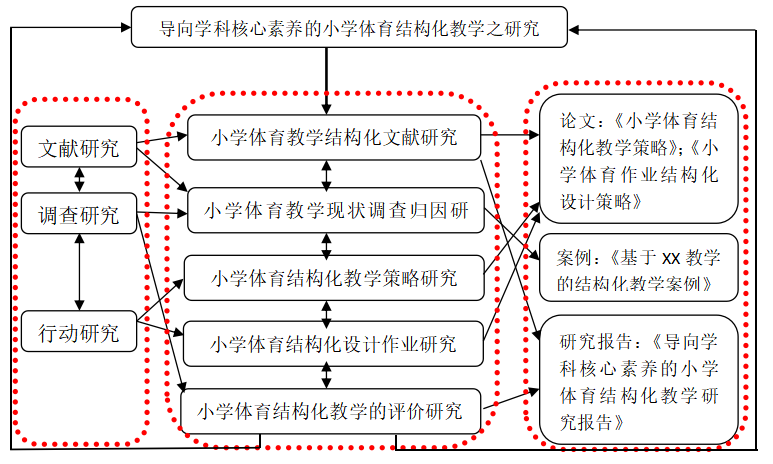 导向学科核心素养的小学体育结构化教学之研究
文献研究
调查研究
行动研究
小学体育教学结构化文献研究
小学体育教学现状调查归因研
小学体育结构化教学策略研究
小学体育结构化设计作业研究
小学体育结构化教学的评价研究
论文：《小学体育结
构化教学策略》；《小
学体育作业结构化
设计策略》
案例：《基于 XX 教学
的结构化教学案例》
研究报告：《导向学
科核心素养的小学
体育结构化教学研
究报告》